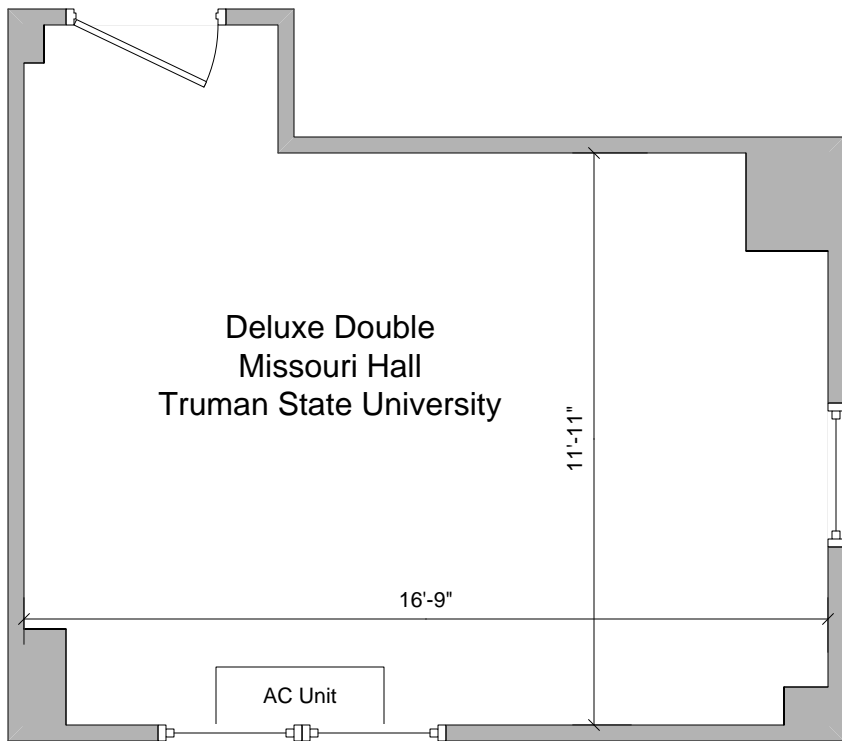 Deluxe Double
Missouri Hall
Truman State University
11'-11"
16'-9"
AC Unit